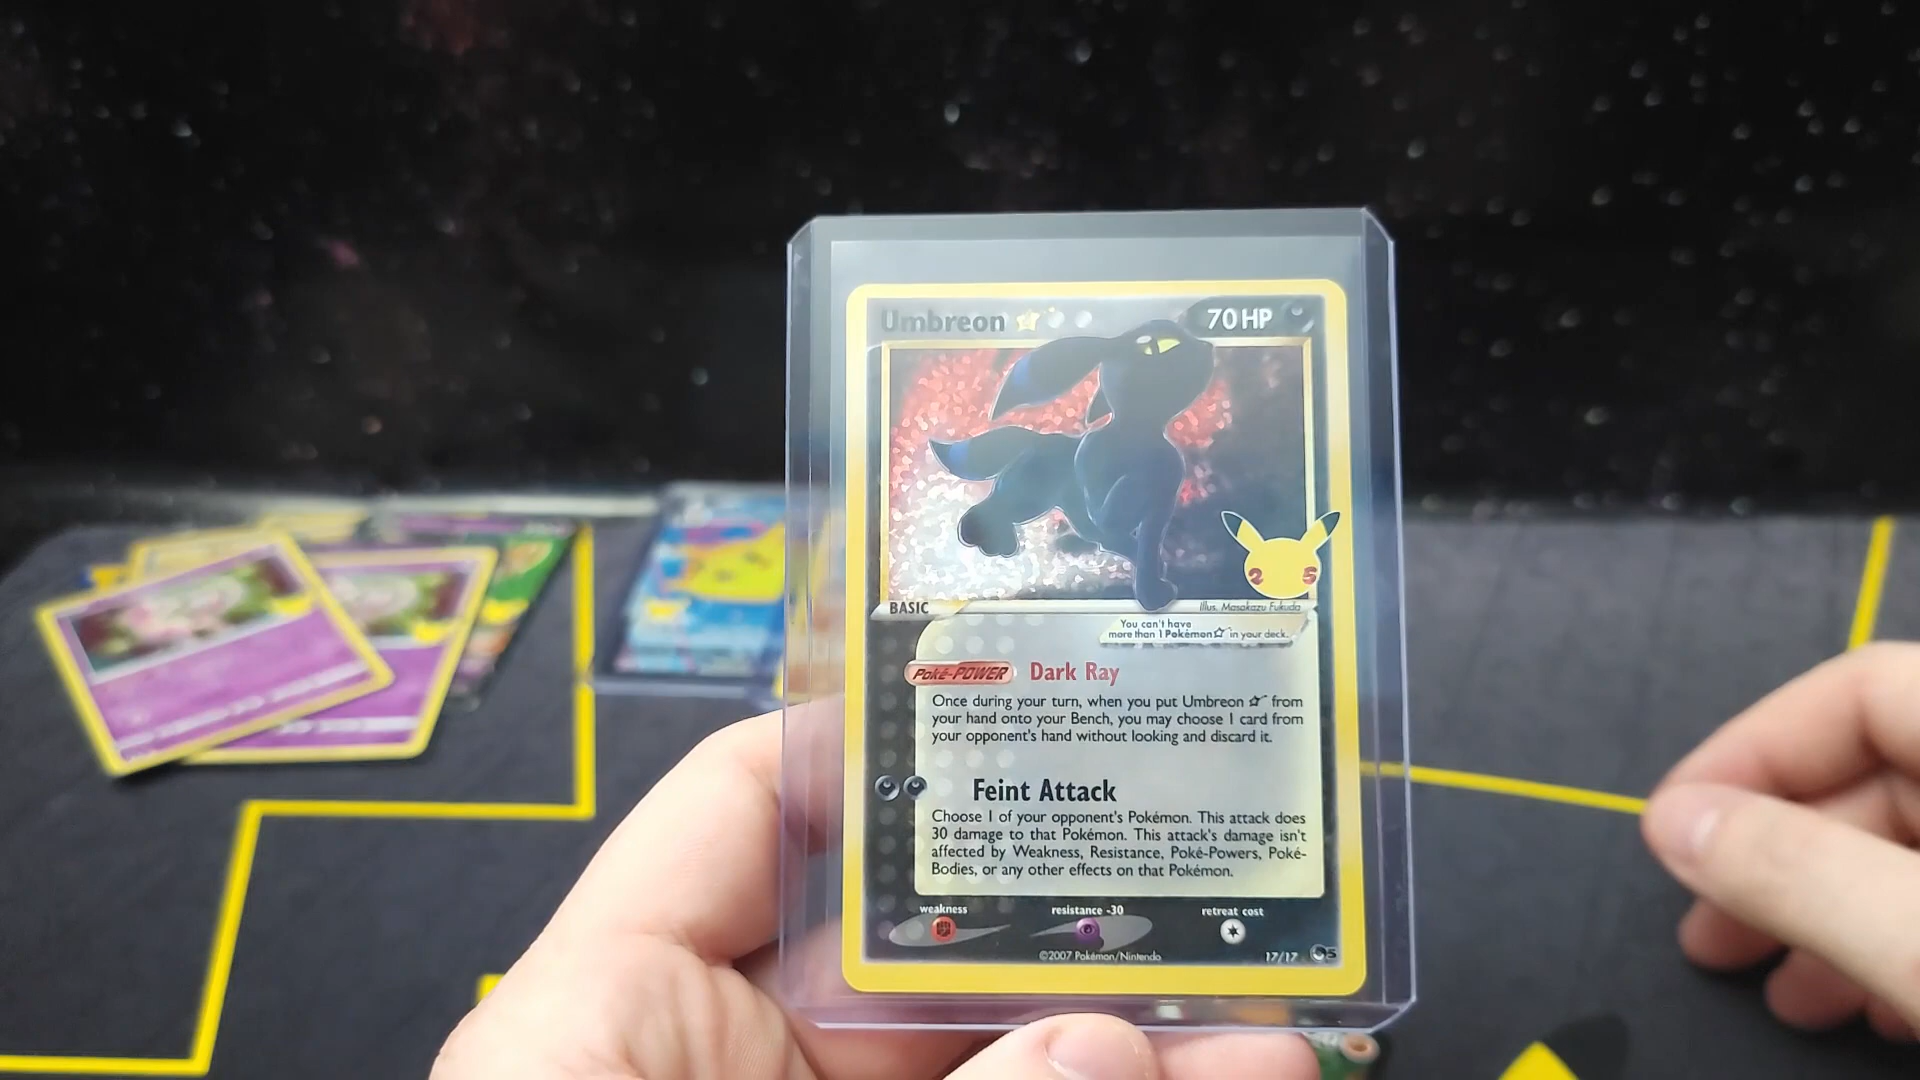 Umbreon
70 HP
2 5
BASIC
Illus. Masakazu Fukuda
You can't have
more than 1 Pokémon☆ in your deck.
Poké-POWER Dark Ray
Once during your turn, when you put Umbreon ☆ from
your hand onto your Bench, you may choose 1 card from
your opponent's hand without looking and discard it.
Feint Attack
Choose 1 of your opponent's Pokémon. This attack does
30 damage to that Pokémon. This attack's damage isn't
affected by Weakness, Resistance, Poké-Powers, Poké-
Bodies, or any other effects on that Pokémon.
weakness resistance -30 retreat cost
©2007 Pokémon/Nintendo 17/17